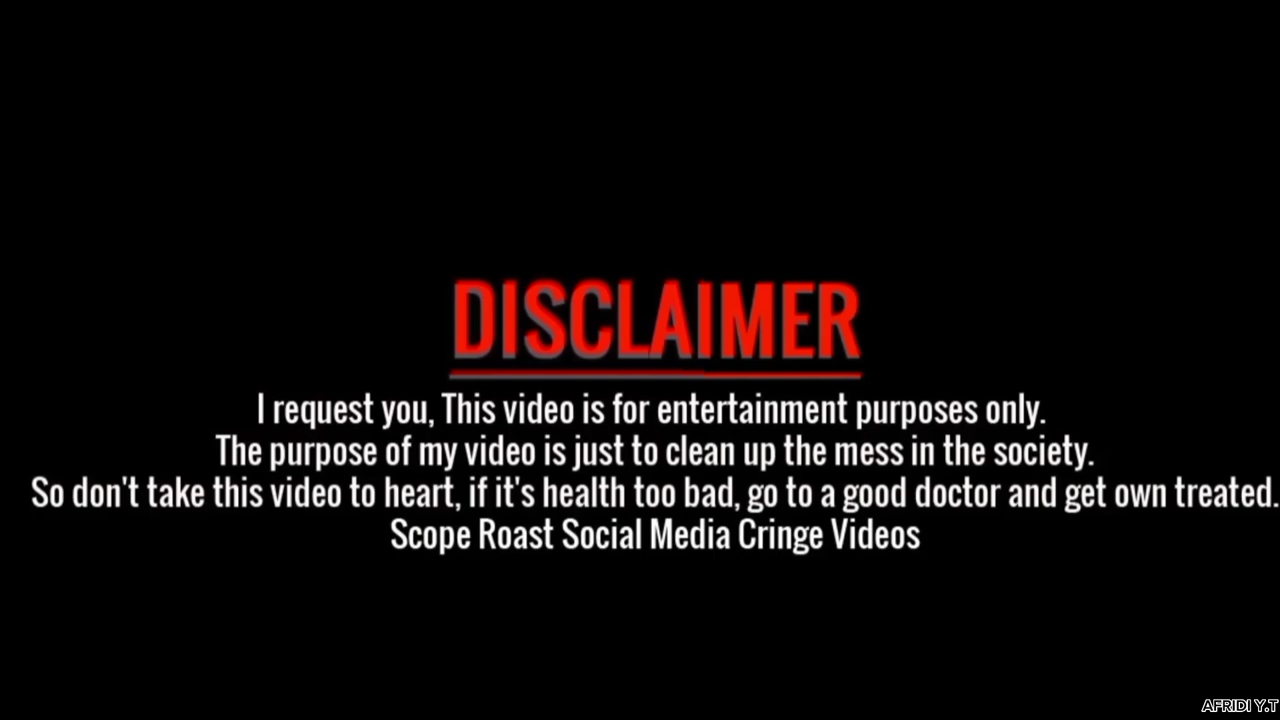 DISCLAIMER
I request you, This video is for entertainment purposes only.
The purpose of my video is just to clean up the mess in the society.
So don't take this video to heart, if it's health too bad, go to a good doctor and get own treated.
Scope Roast Social Media Cringe Videos
AFRIDI Y.T